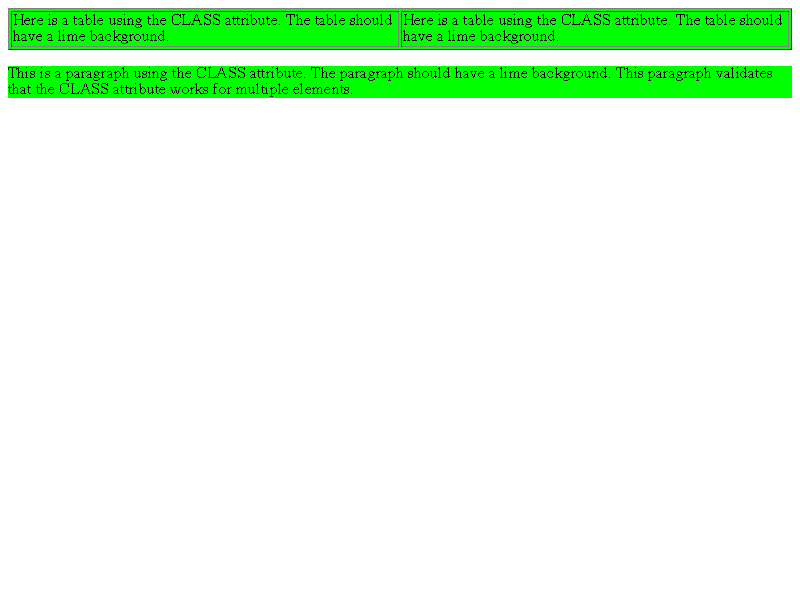 Here is a table using the CLASS attribute. The table should
have a lime background.
Here is a table using the CLASS attribute. The table should
have a lime background.
This is a paragraph using the CLASS attribute. The paragraph should have a lime background. This paragraph validates
that the CLASS attribute works for multiple elements.